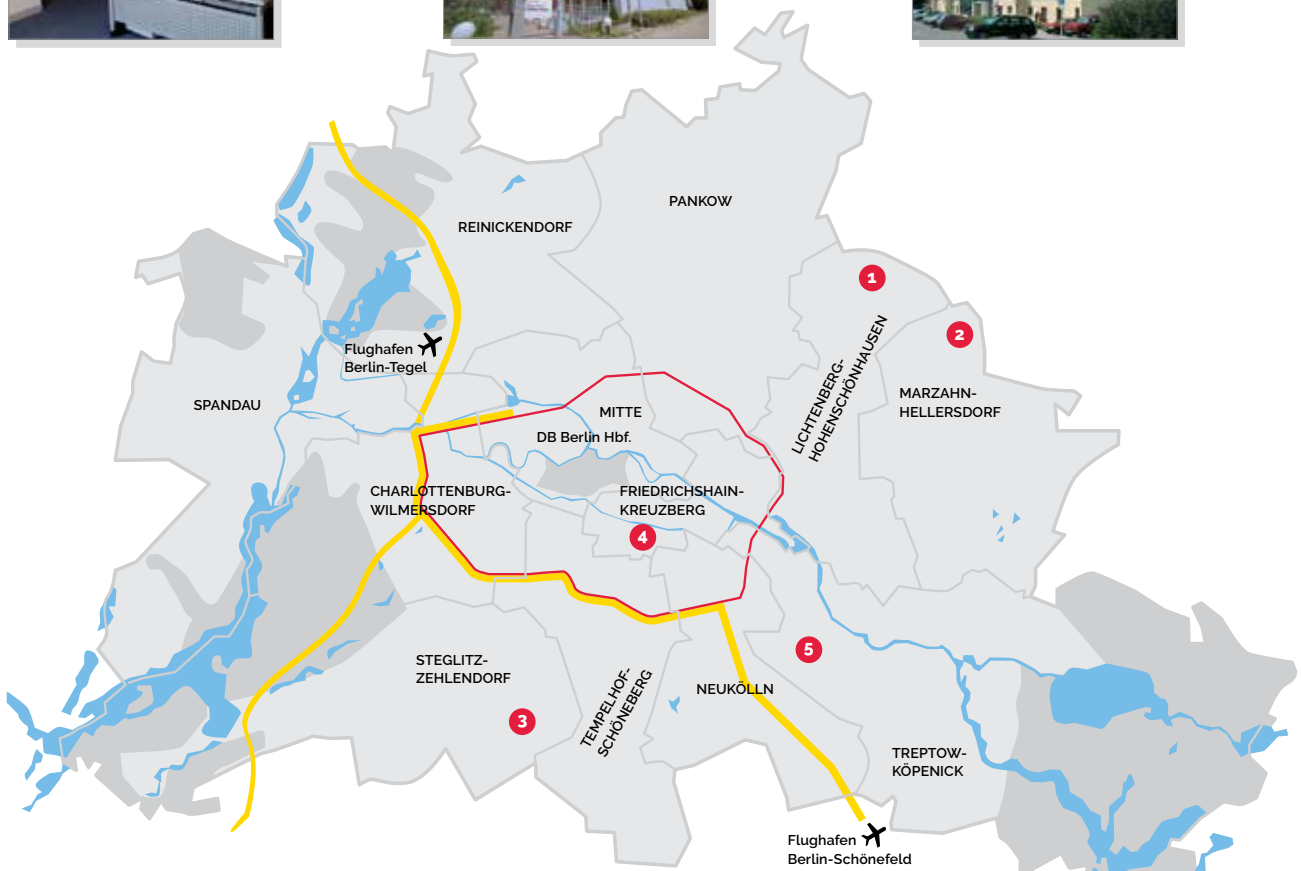 PANKOW
REINICKENDORF
1
2
Flughafen
Berlin-Tegel
LICHTENBERG-
HOHENSCHÖNHAUSEN
MARZAHN-
HELLERSDORF
SPANDAU
MITTE
DB Berlin Hbf.
CHARLOTTENBURG-
WILMERSDORF
FRIEDRICHSHAIN-
KREUZBERG
4
5
STEGLITZ-
ZEHLENDORF
NEUKÖLLN
TEMPELHOF-
SCHÖNEBERG
3
TREPTOW-
KÖPENICK
Flughafen
Berlin-Schönefeld